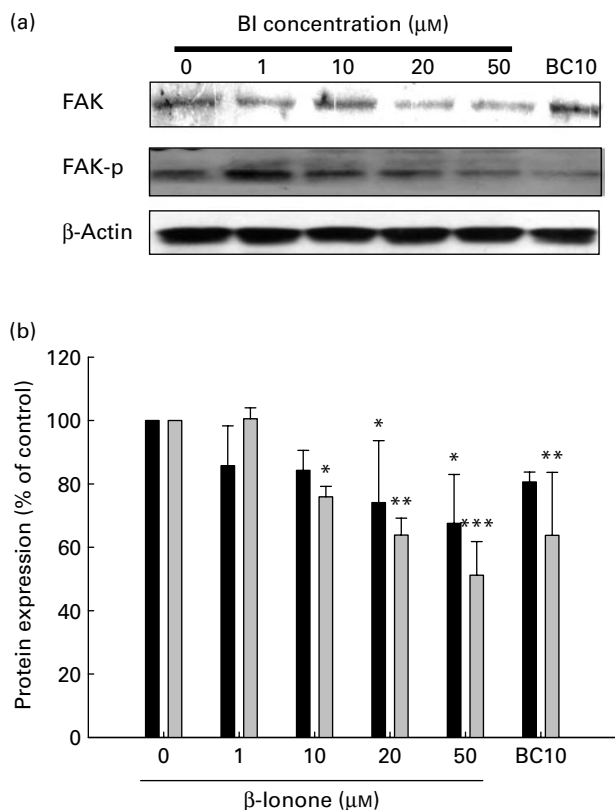 (a)
BI concentration (μM)
0 1 10 20 50 BC10
FAK
FAK-p
β-Actin
(b)
120
100
80
60
40
20
0
Protein expression (% of control)
* ** * ** * ***  **
0 1 10 20 50 BC10
β-Ionone (μM)